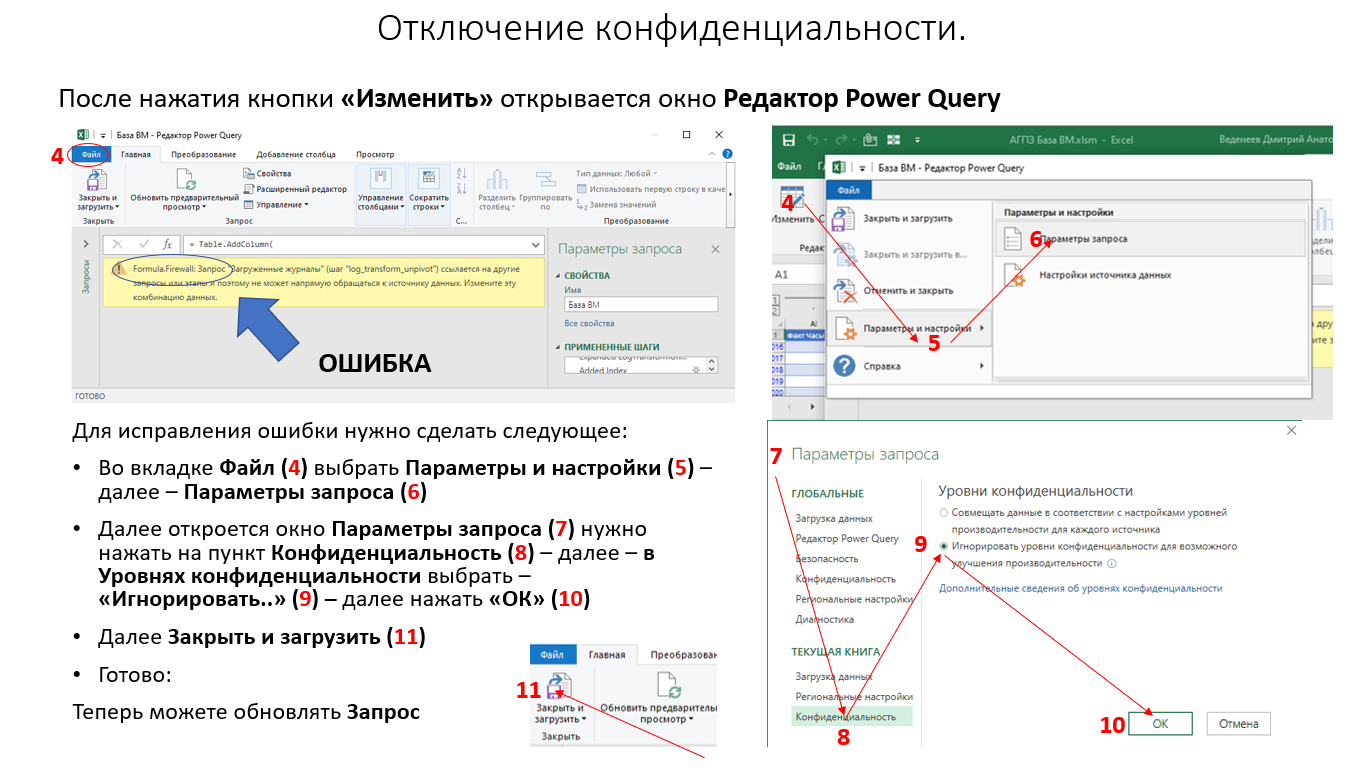 Отключение конфиденциальности.
После нажатия кнопки «Изменить» открывается окно Редактор Power Query
База ВМ - Редактор Power Query
4
Файл
Главная
Преобразование
Добавление столбца
Просмотр
Закрыть и загрузить
Обновить предварительный просмотр
Свойства
Расширенный редактор
Управление
Управление столбцами
Сократить строки
Разделить столбец
Группировать по
Тип данных: Любой
Использовать первую строку в каче
Замена значений
Закрыть
Запрос
С...
Преобразование
= Table.AddColumn(
Запросы
Formula.Firewall: Запрос "Загруженные журналы" (шаг "log_transform_unpivot") ссылается на другие
запросы или этапы и поэтому не может напрямую обращаться к источнику данных. Измените эту
комбинацию данных.
ОШИБКА
Параметры запроса
СВОЙСТВА
Имя
База ВМ
Все свойства
ПРИМЕНЕННЫЕ ШАГИ
Added Index
ГОТОВО
АГПЗ База ВМ.xlsm - Excel
Веденеев Дмитрий Анато
Файл
База ВМ - Редактор Power Query
Файл
4
Изменить
Редак
A1
AI
Факт Часы
Закрыть и загрузить
Закрыть и загрузить в...
Отменить и закрыть
Параметры и настройки
5
Справка
Параметры и настройки
6
Параметры запроса
Настройки источника данных
Для исправления ошибки нужно сделать следующее:
• Во вкладке Файл (4) выбрать Параметры и настройки (5) –
далее – Параметры запроса (6)
• Далее откроется окно Параметры запроса (7) нужно
нажать на пункт Конфиденциальность (8) – далее – в
Уровнях конфиденциальности выбрать –
«Игнорировать..» (9) – далее нажать «ОК» (10)
• Далее Закрыть и загрузить (11)
• Готово:
Теперь можете обновлять Запрос
Файл
Главная
Преобразован
11
Закрыть и загрузить
Обновить предваритель
просмотр
Закрыть
7
Параметры запроса
ГЛОБАЛЬНЫЕ
Загрузка данных
Редактор Power Query
Безопасность
Конфиденциальность
Региональные настройки
Диагностика
ТЕКУЩАЯ КНИГА
Загрузка данных
Региональные настройки
Конфиденциальность
8
Уровни конфиденциальности
Совмещать данные в соответствии с настройками уровней
производительности для каждого источника
9
Игнорировать уровни конфиденциальности для возможного
улучшения производительности
Дополнительные сведения об уровнях конфиденциальности
10
ОК
Отмена